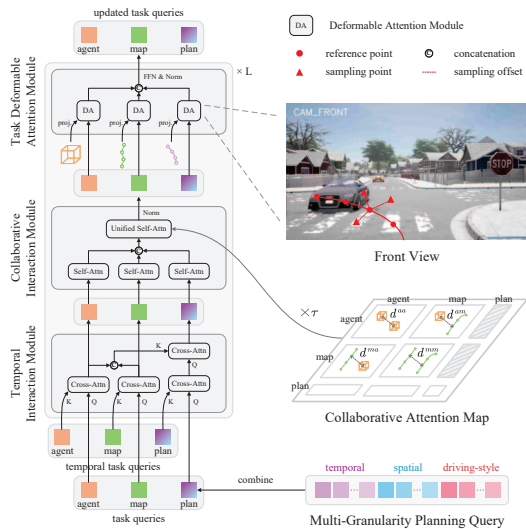 updated task queries
agent map plan
DA Deformable Attention Module
reference point
C concatenation
sampling point
sampling offset
Task Deformable
Attention Module
FFN & Norm
× L
C
DA DA DA
proj. proj. proj.
CAM_FRONT
STOP
Front View
Collaborative
Interaction Module
Norm
Unified Self-Attn
C
Self-Attn Self-Attn Self-Attn
×τ
agent map plan
agent
d^{aa} d^{am}
map
d^{ma} d^{mm}
plan
Collaborative Attention Map
Temporal
Interaction Module
K
Cross-Attn
Q
C
Cross-Attn Cross-Attn Cross-Attn
K Q K Q K Q
agent map plan
temporal task queries
agent map plan
task queries
combine
temporal spatial driving-style
Multi-Granularity Planning Query